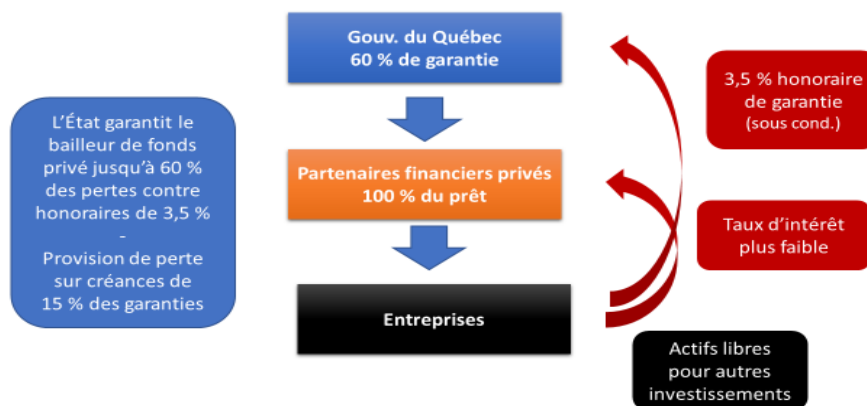 Gouv. du Québec
60 % de garantie
L’État garantit le
bailleur de fonds
privé jusqu’à 60 %
des pertes contre
honoraires de 3,5 %
-
Provision de perte
sur créances de
15 % des garanties
Partenaires financiers privés
100 % du prêt
Entreprises
3,5 % honoraire
de garantie
(sous cond.)
Taux d’intérêt
plus faible
Actifs libres
pour autres
investissements